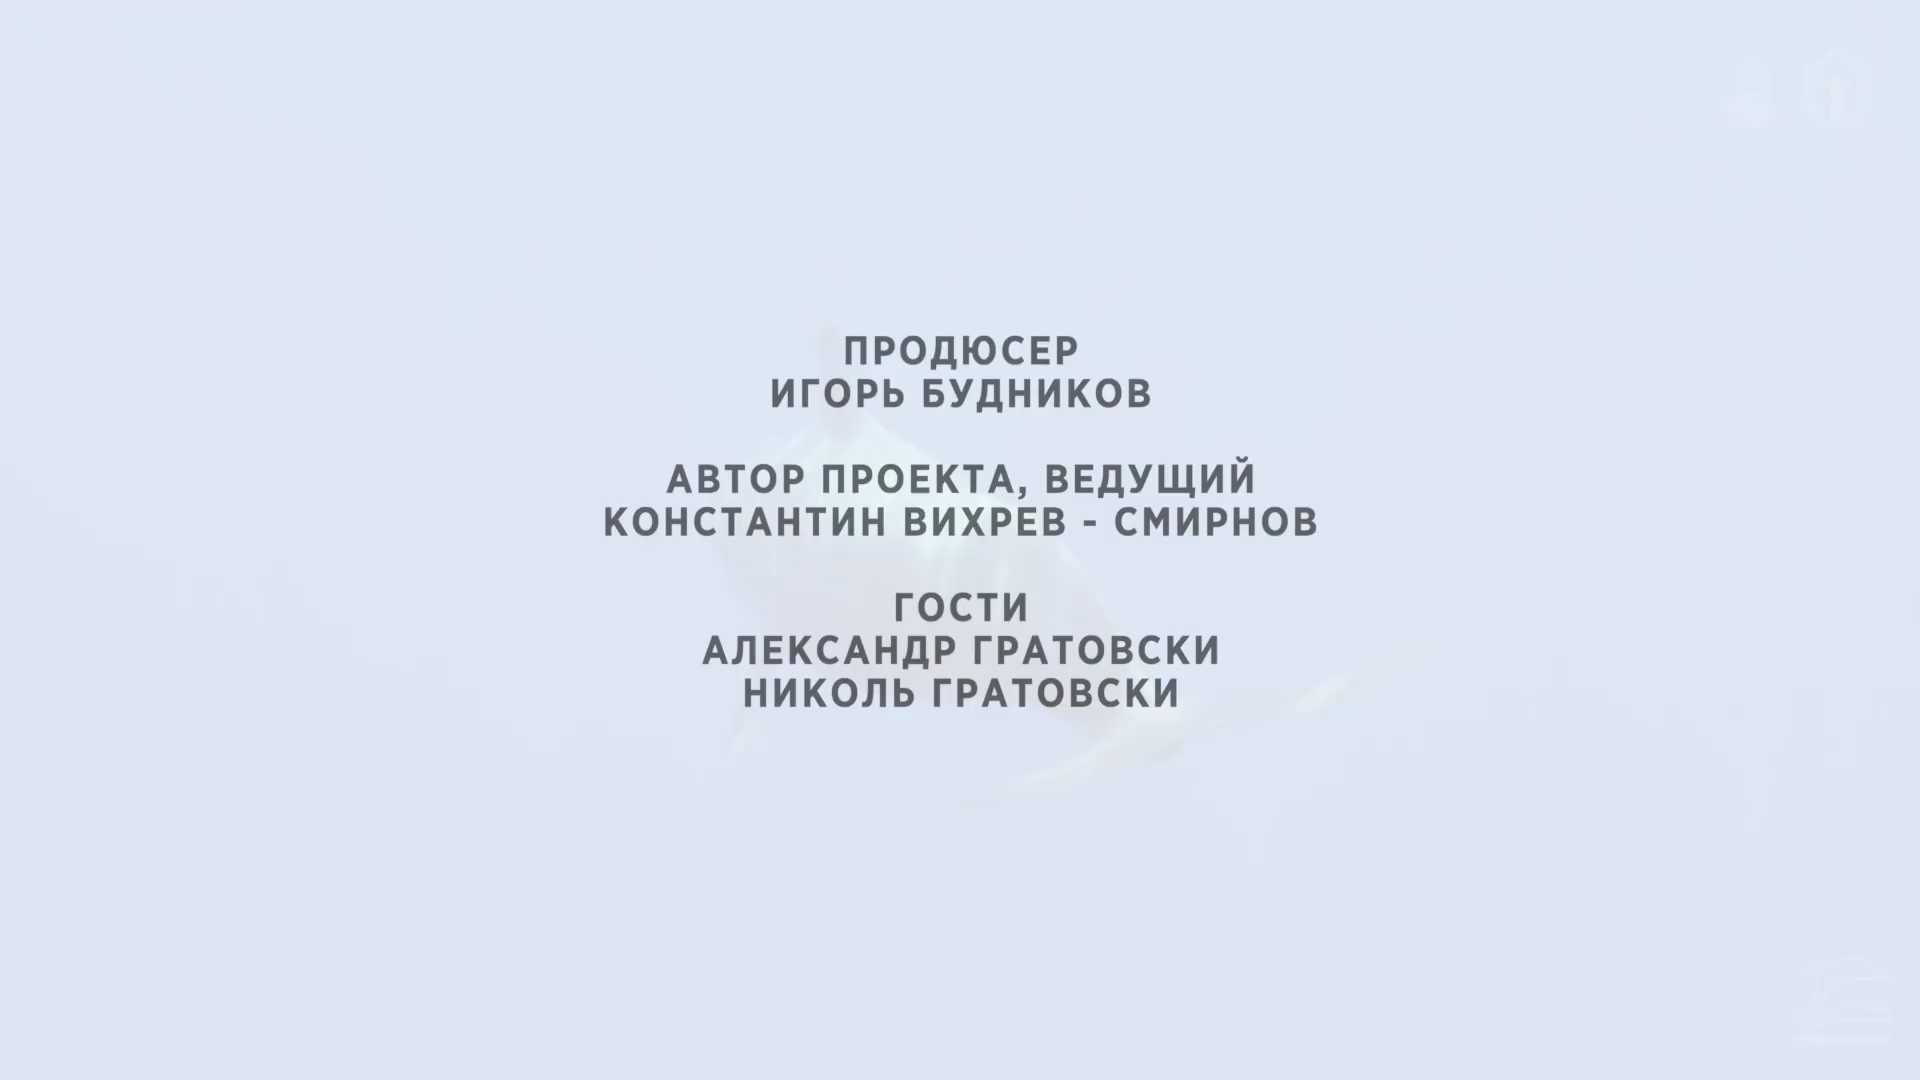 ПРОДЮСЕР
ИГОРЬ БУДНИКОВ
АВТОР ПРОЕКТА, ВЕДУЩИЙ
КОНСТАНТИН ВИХРЕВ - СМИРНОВ
ГОСТИ
АЛЕКСАНДР ГРАТОВСКИ
НИКОЛЬ ГРАТОВСКИ